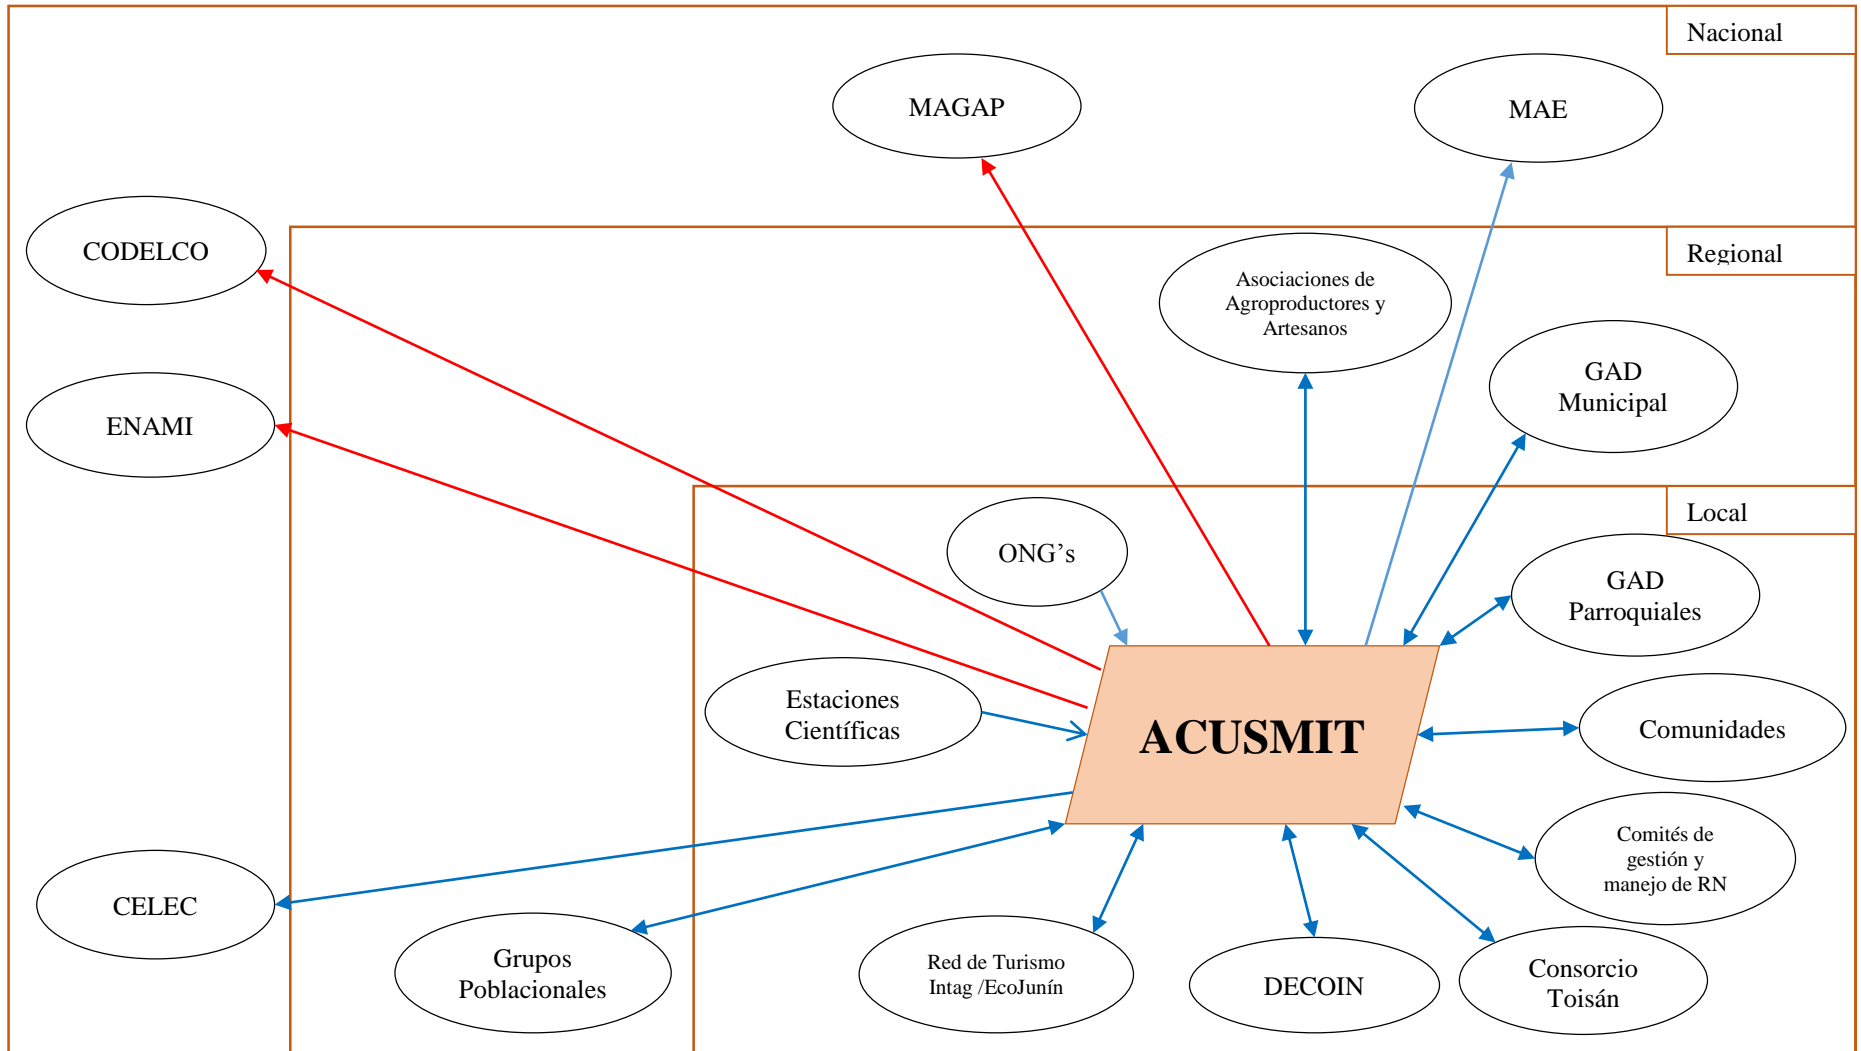 Nacional
MAGAP
MAE
CODELCO
Regional
Asociaciones de
Agroproductores y
Artesanos
GAD
Municipal
ENAMI
Local
ONG’s
GAD
Parroquiales
Estaciones
Científicas
ACUSMIT
Comunidades
Comités de
gestión y
manejo de RN
CELEC
Grupos
Poblacionales
Red de Turismo
Intag /EcoJunín
DECOIN
Consorcio
Toisán